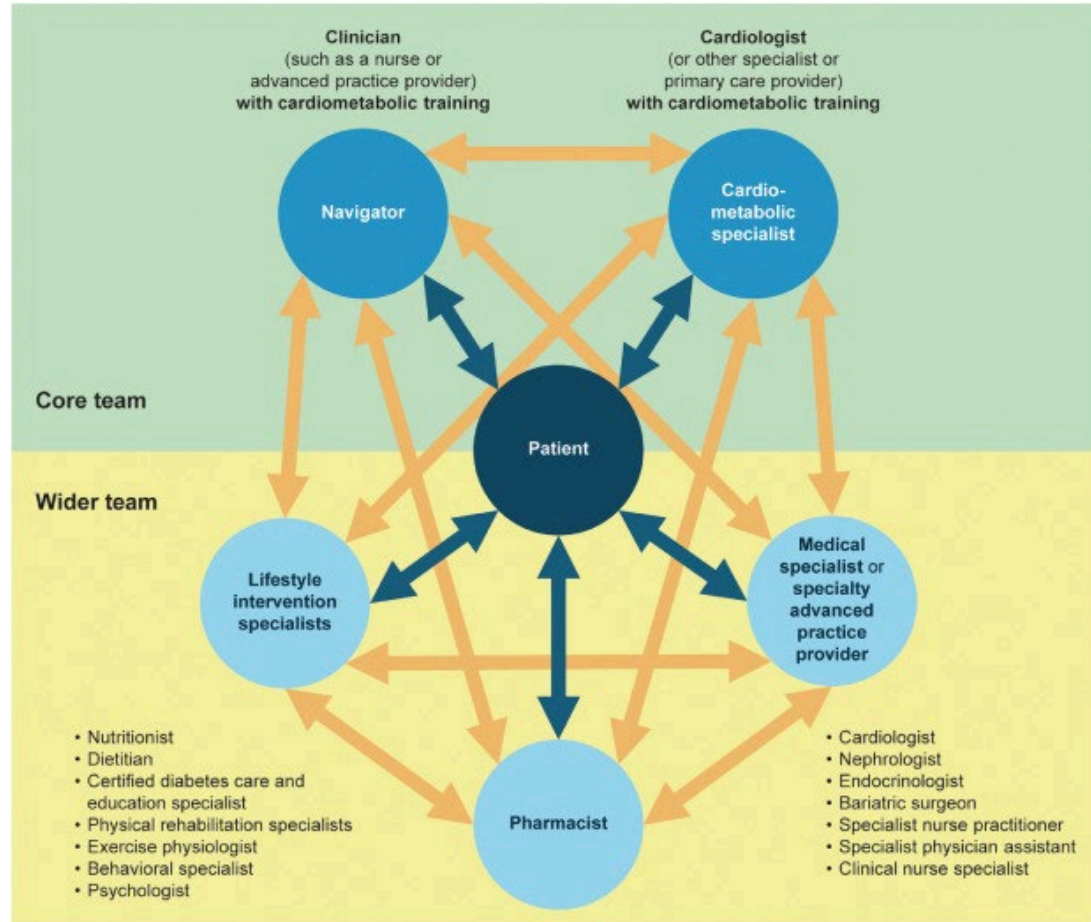 Clinician
(such as a nurse or
advanced practice provider)
with cardiometabolic training
Cardiologist
(or other specialist or
primary care provider)
with cardiometabolic training
Navigator
Cardio-
metabolic
specialist
Core team
Patient
Wider team
Lifestyle
intervention
specialists
Medical
specialist or
specialty
advanced
practice
provider
• Nutritionist
• Dietitian
• Certified diabetes care and
education specialist
• Physical rehabilitation specialists
• Exercise physiologist
• Behavioral specialist
• Psychologist
Pharmacist
• Cardiologist
• Nephrologist
• Endocrinologist
• Bariatric surgeon
• Specialist nurse practitioner
• Specialist physician assistant
• Clinical nurse specialist